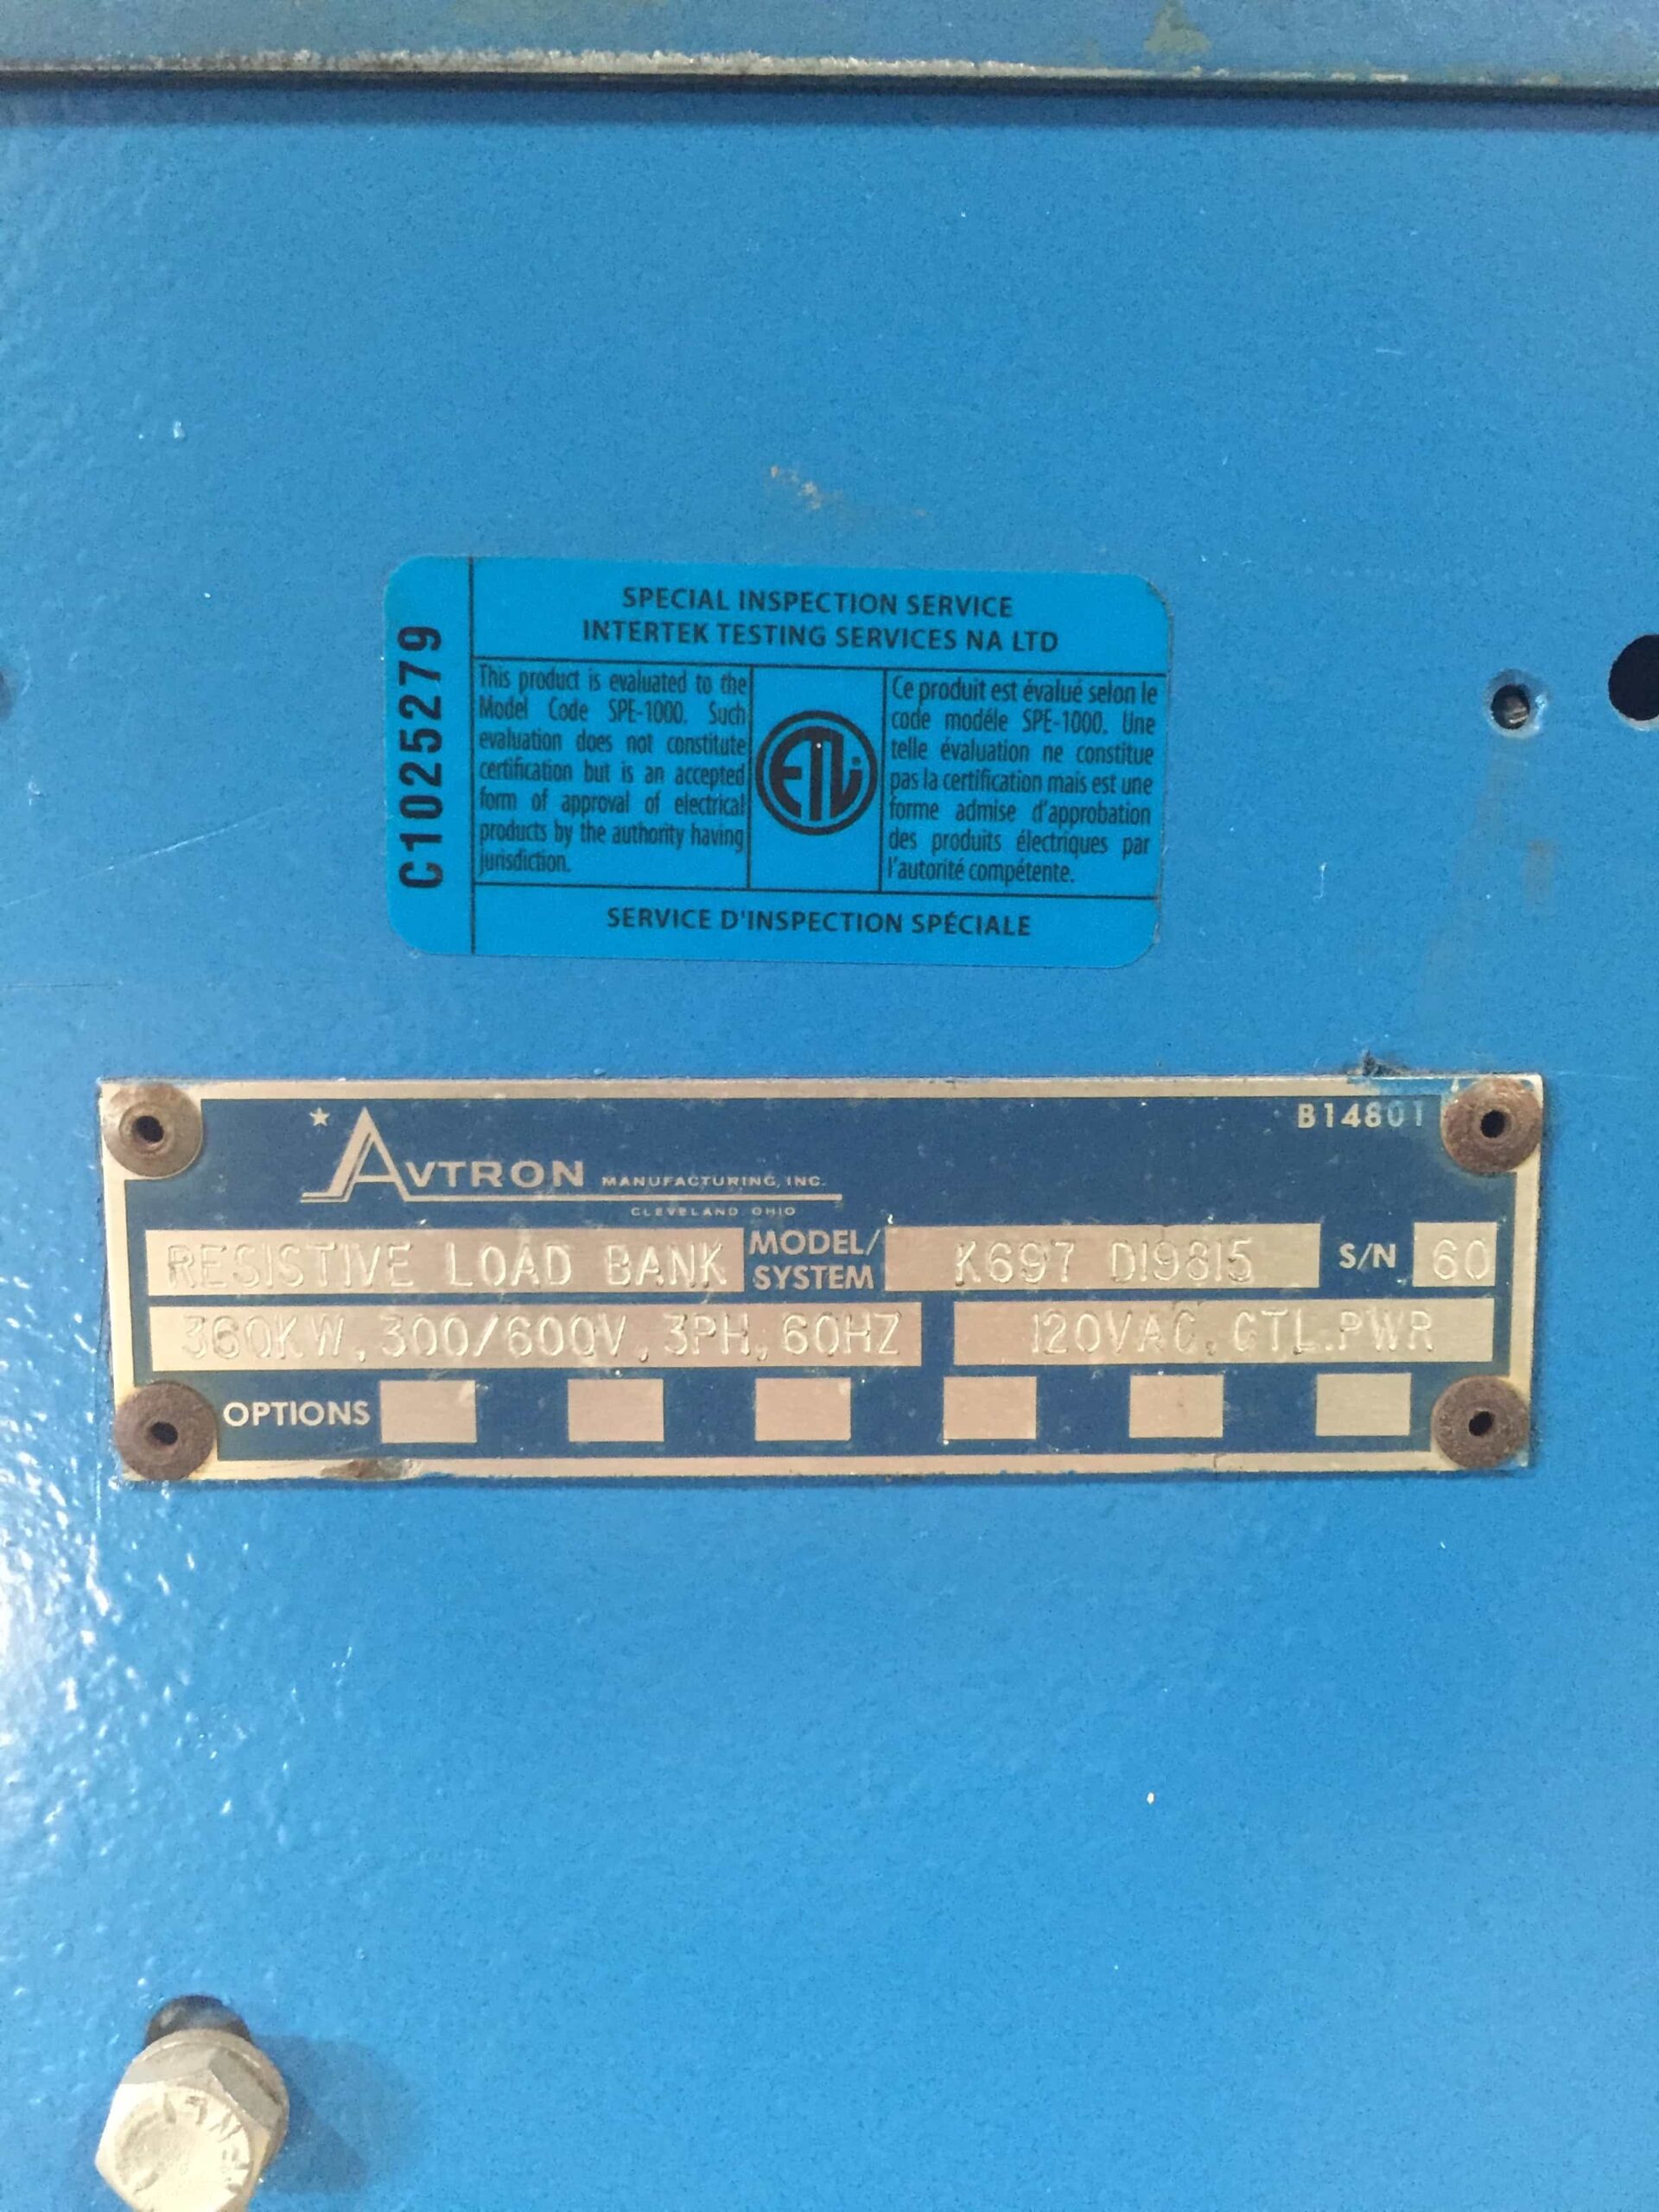 SPECIAL INSPECTION SERVICE
INTERTEK TESTING SERVICES NA LTD
C1025279
This product is evaluated to the
Model Code SPE-1000. Such
evaluation does not constitute
certification but is an accepted
form of approval of electrical
products by the authority having
jurisdiction.
ETL
Ce produit est évalué selon le
code modéle SPE-1000. Une
telle évaluation ne constitue
pas la certification mais est une
forme admise d'approbation
des produits électriques par
l'autorité compétente.
SERVICE D'INSPECTION SPÉCIALE
B14801
AVTRON MANUFACTURING, INC.
CLEVELAND OHIO
RESISTIVE LOAD BANK MODEL/SYSTEM K697 D19815 S/N 60
360KW, 300/600V, 3PH, 60HZ 120VAC, CTL.PWR
OPTIONS